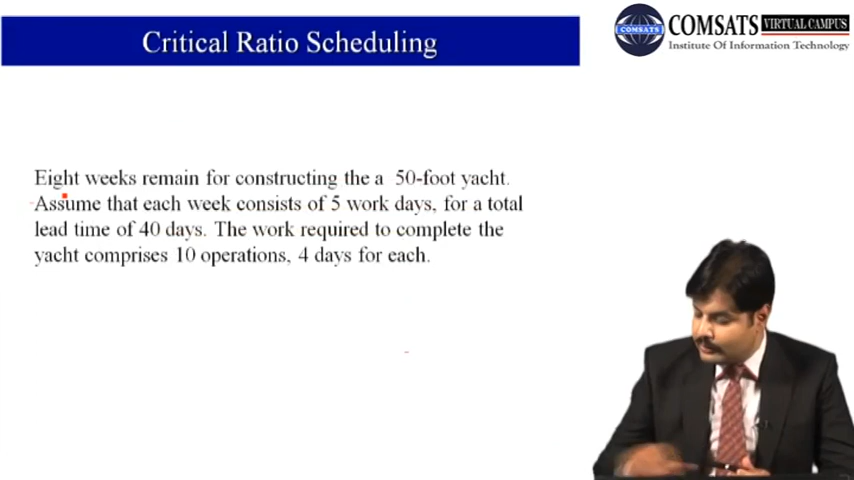 Critical Ratio Scheduling
COMSATS
COMSATS VIRTUAL CAMPUS
Institute Of Information Technology
Eight weeks remain for constructing the a 50-foot yacht.
Assume that each week consists of 5 work days, for a total
lead time of 40 days. The work required to complete the
yacht comprises 10 operations, 4 days for each.